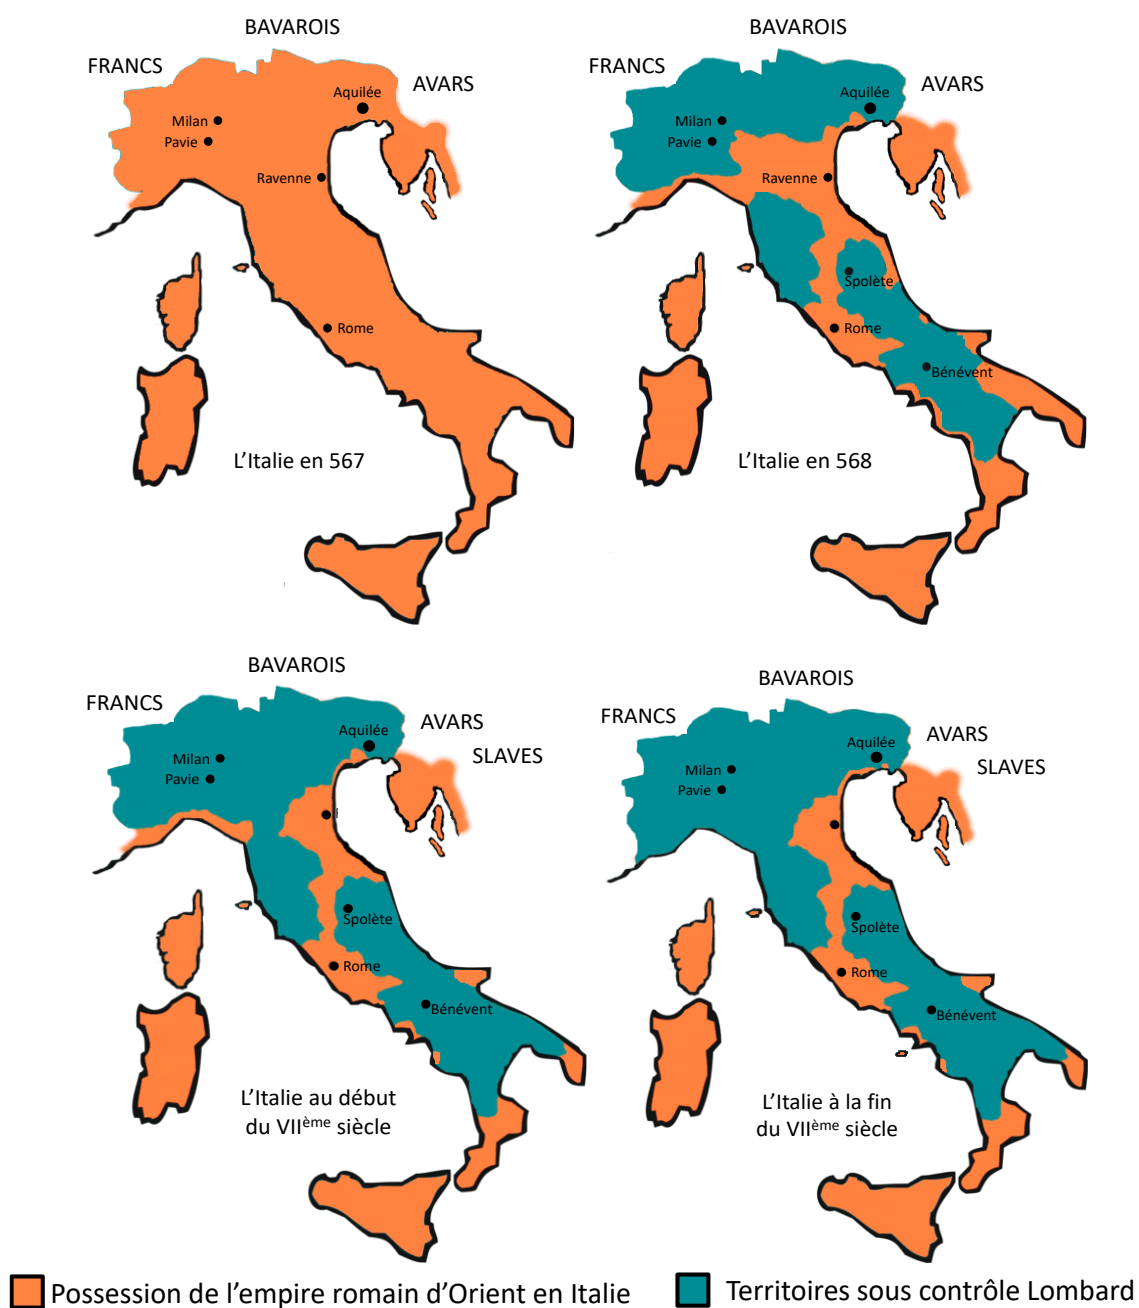 BAVAROIS
FRANCS
AVARS
Aquilée
Milan
Pavie
Ravenne
Rome
L'Italie en 567
BAVAROIS
FRANCS
AVARS
Aquilée
Milan
Pavie
Ravenne
Spolète
Rome
Bénévent
L'Italie en 568
BAVAROIS
FRANCS
AVARS
SLAVES
Aquilée
Milan
Pavie
Spolète
Rome
Bénévent
L'Italie au début
du VIIème siècle
BAVAROIS
FRANCS
AVARS
SLAVES
Aquilée
Milan
Pavie
Spolète
Rome
Bénévent
L'Italie à la fin
du VIIème siècle
Possession de l'empire romain d'Orient en Italie
Territoires sous contrôle Lombard